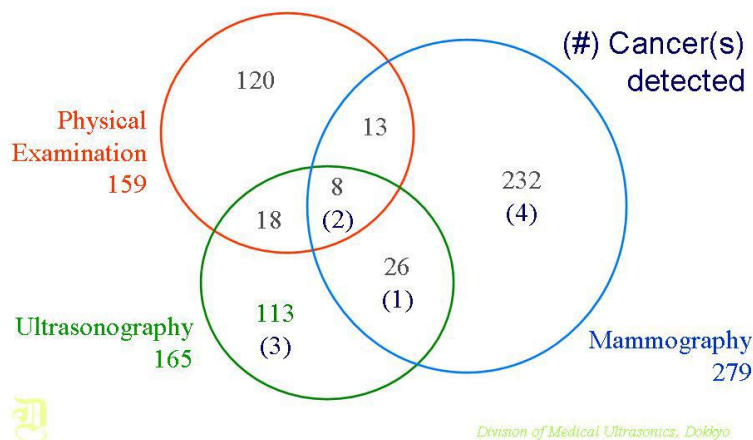 (#) Cancer(s)
detected
120
Physical
Examination
159
13
232
(4)
8
(2)
18
26
(1)
113
(3)
Ultrasonography
165
Mammography
279
D
Division of Medical Ultrasonics, Dokkyo